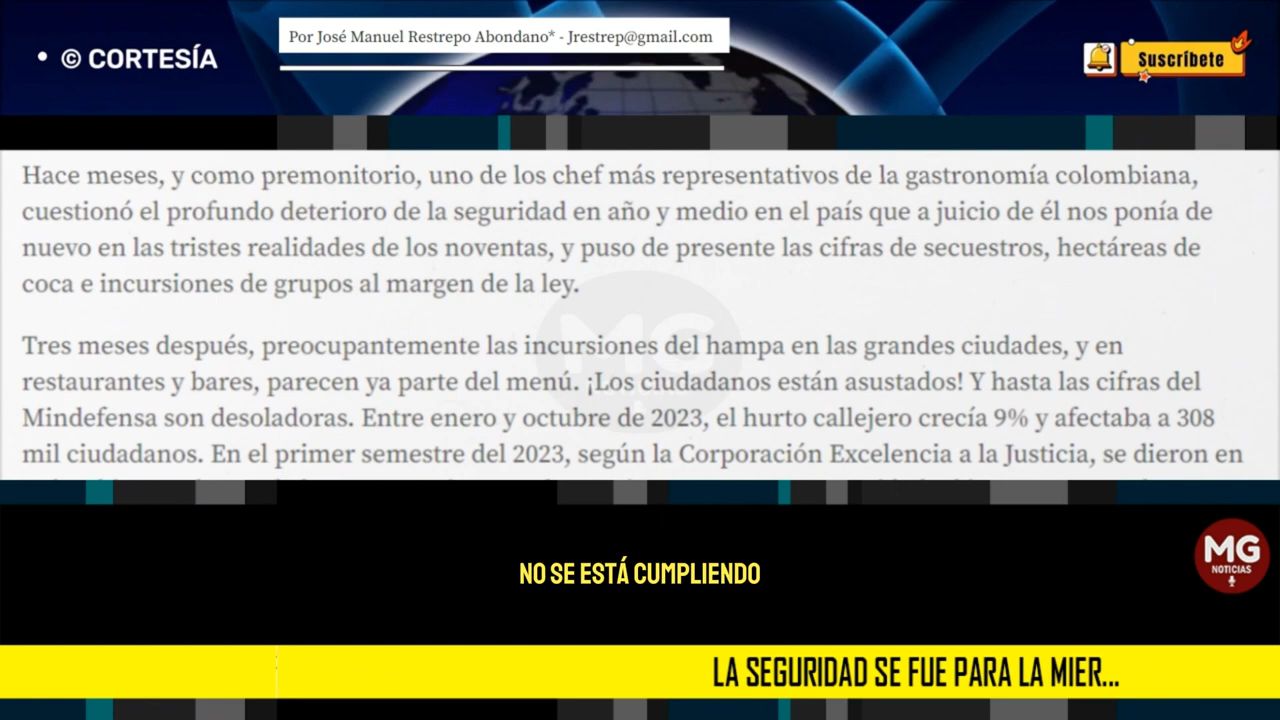 • © CORTESÍA
Por José Manuel Restrepo Abondano* - Jrestrep@gmail.com
Suscríbete
Hace meses, y como premonitorio, uno de los chef más representativos de la gastronomía colombiana,
cuestionó el profundo deterioro de la seguridad en año y medio en el país que a juicio de él nos ponía de
nuevo en las tristes realidades de los noventas, y puso de presente las cifras de secuestros, hectáreas de
coca e incursiones de grupos al margen de la ley.
Tres meses después, preocupantemente las incursiones del hampa en las grandes ciudades, y en
restaurantes y bares, parecen ya parte del menú. ¡Los ciudadanos están asustados! Y hasta las cifras del
Mindefensa son desoladoras. Entre enero y octubre de 2023, el hurto callejero crecía 9% y afectaba a 308
mil ciudadanos. En el primer semestre del 2023, según la Corporación Excelencia a la Justicia, se dieron en
MG
NO SE ESTÁ CUMPLIENDO
MG
NOTICIAS
LA SEGURIDAD SE FUE PARA LA MIER...